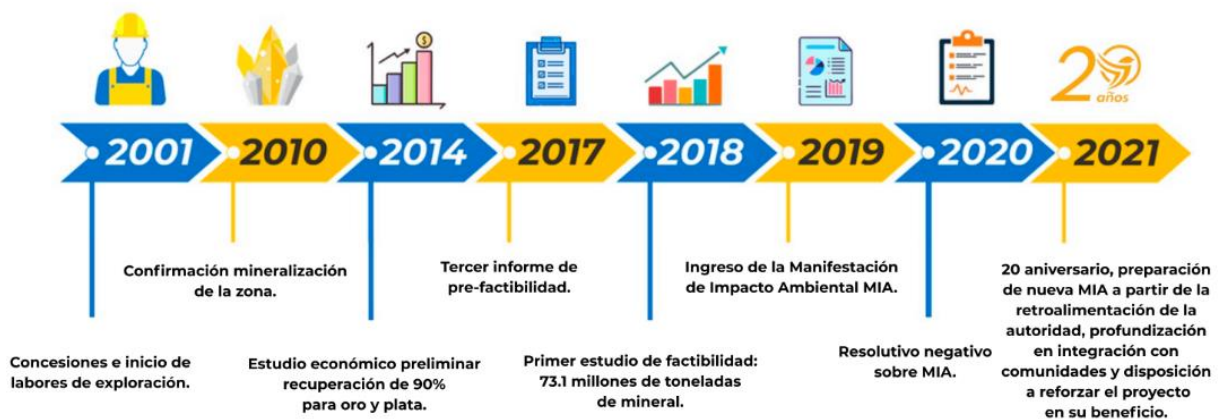 $
20
años
2001
2010
2014
2017
2018
2019
2020
2021
Concesiones e inicio de
labores de exploración.
Confirmación mineralización
de la zona.
Estudio económico preliminar
recuperación de 90%
para oro y plata.
Tercer informe de
pre-factibilidad.
Primer estudio de factibilidad:
73.1 millones de toneladas
de mineral.
Ingreso de la Manifestación
de Impacto Ambiental MIA.
Resolutivo negativo
sobre MIA.
20 aniversario, preparación
de nueva MIA a partir de la
retroalimentación de la
autoridad, profundización
en integración con
comunidades y disposición
a reforzar el proyecto
en su beneficio.